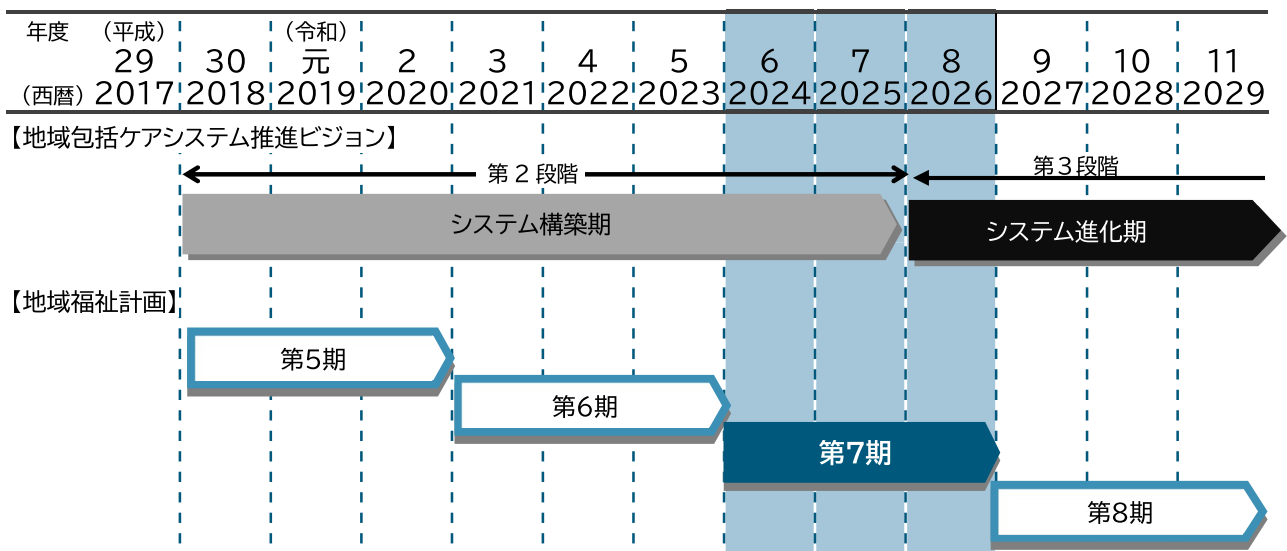 年度 （平成） （令和）
29 30 元 2 3 4 5 6 7 8 9 10 11
（西暦） 2017 2018 2019 2020 2021 2022 2023 2024 2025 2026 2027 2028 2029
【地域包括ケアシステム推進ビジョン】
第２段階 第３段階
システム構築期 システム進化期
【地域福祉計画】
第5期
第6期
第7期
第8期